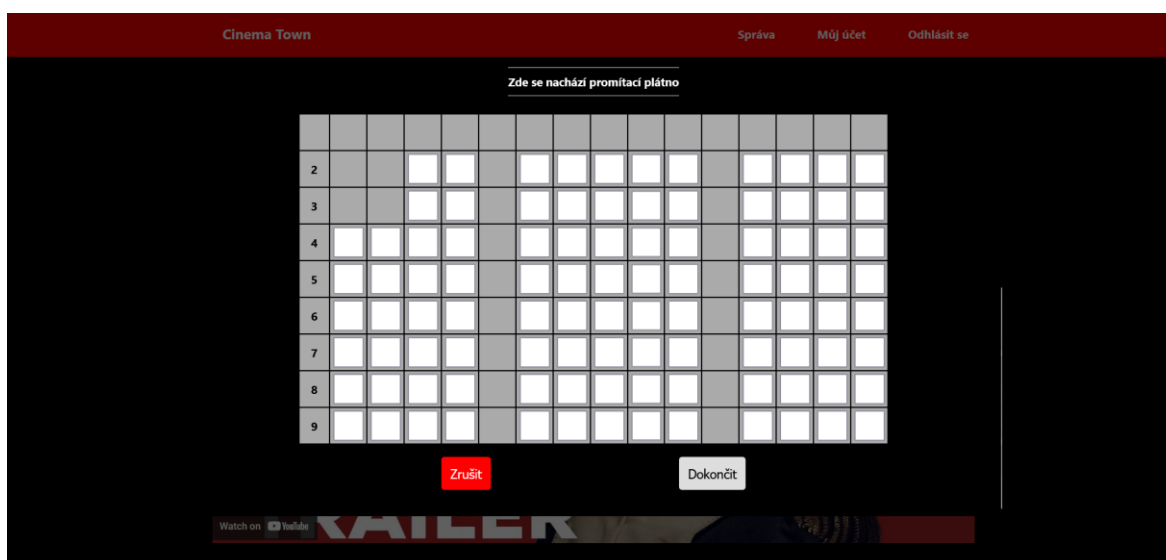 Cinema Town Správa Můj účet Odhlásit se
Zde se nachází promítací plátno
2
3
4
5
6
7
8
9
Zrušit Dokončit
Watch on YouTube
TRAILER